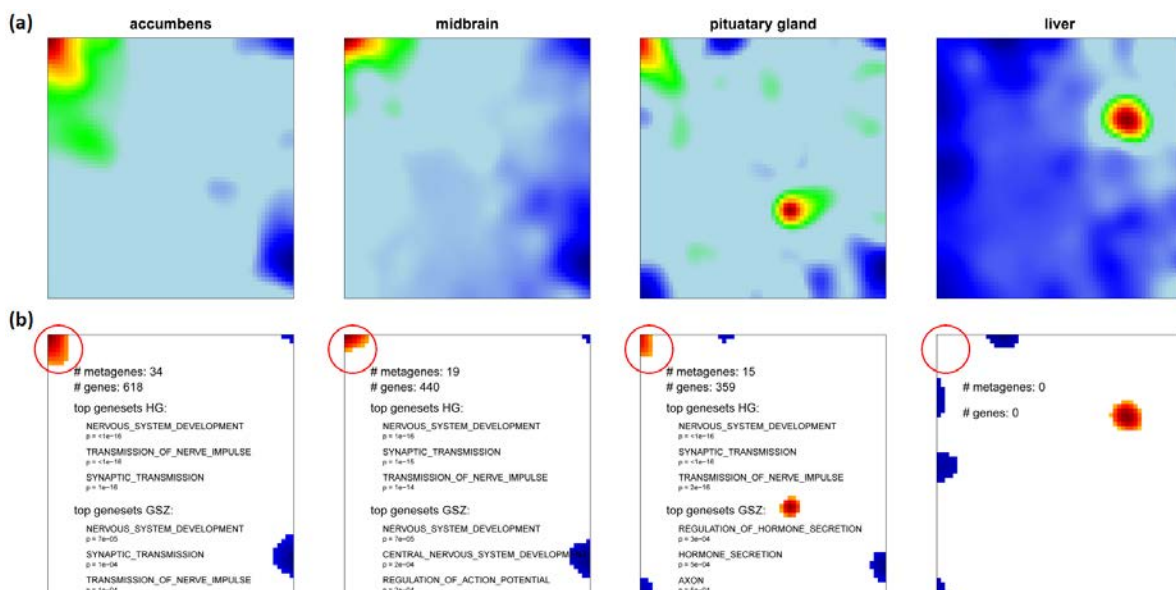 (a)
accumbens
midbrain
pituatary gland
liver
(b)
# metagenes: 34
# genes: 618
top genesets HG:
NERVOUS_SYSTEM_DEVELOPMENT
p = <1e−16
TRANSMISSION_OF_NERVE_IMPULSE
p = <1e−16
SYNAPTIC_TRANSMISSION
p = 1e−16
top genesets GSZ:
NERVOUS_SYSTEM_DEVELOPMENT
p = 7e−05
SYNAPTIC_TRANSMISSION
p = 1e−04
TRANSMISSION_OF_NERVE_IMPULSE
# metagenes: 19
# genes: 440
top genesets HG:
NERVOUS_SYSTEM_DEVELOPMENT
p = 1e−16
SYNAPTIC_TRANSMISSION
p = 1e−15
TRANSMISSION_OF_NERVE_IMPULSE
p = 1e−14
top genesets GSZ:
NERVOUS_SYSTEM_DEVELOPMENT
p = 7e−05
CENTRAL_NERVOUS_SYSTEM_DEVELOPMEN
p = 2e−04
REGULATION_OF_ACTION_POTENTIAL
# metagenes: 15
# genes: 359
top genesets HG:
NERVOUS_SYSTEM_DEVELOPMENT
p = <1e−16
SYNAPTIC_TRANSMISSION
p = <1e−16
TRANSMISSION_OF_NERVE_IMPULSE
p = 2e−16
top genesets GSZ:
REGULATION_OF_HORMONE_SECRETION
p = 3e−04
HORMONE_SECRETION
p = 5e−04
AXON
# metagenes: 0
# genes: 0